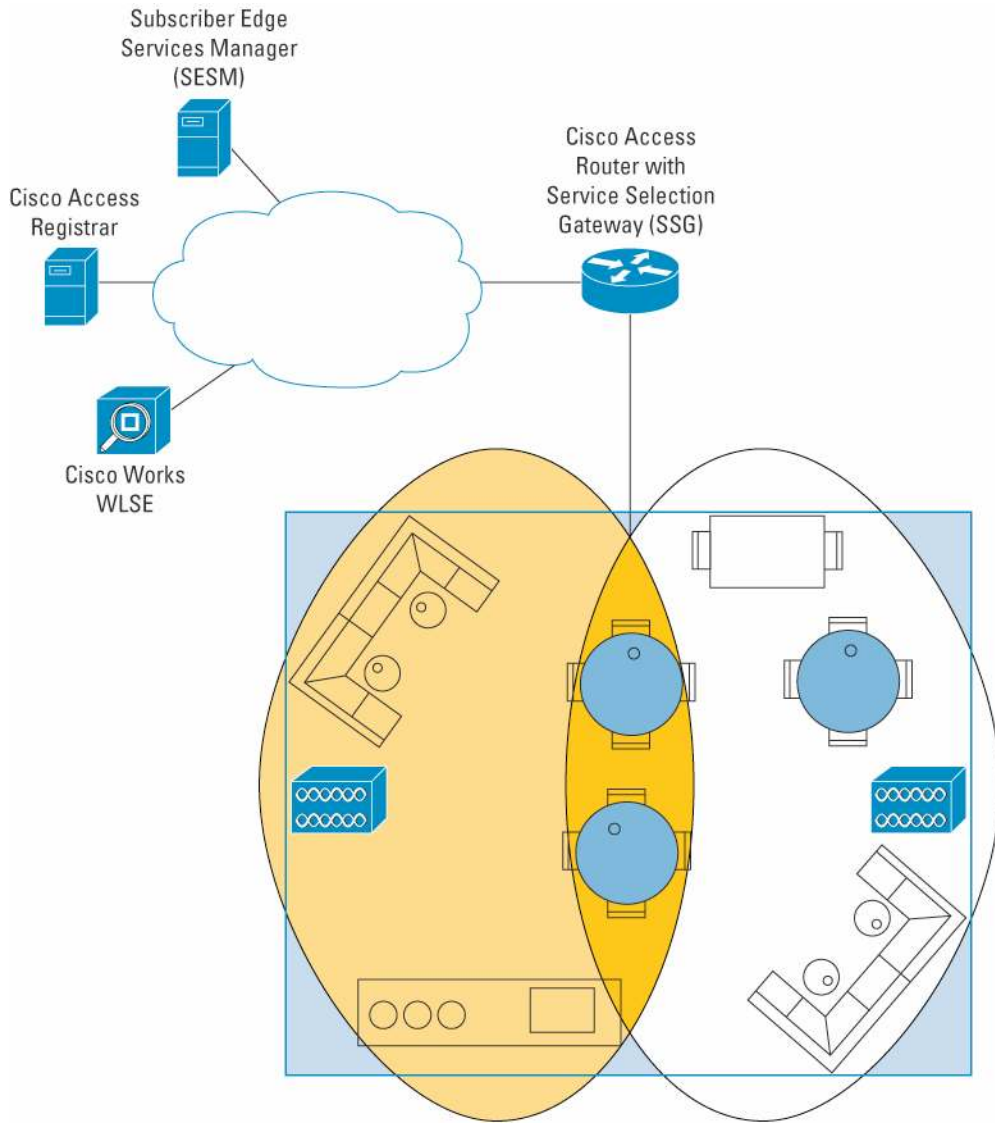 Subscriber Edge
Services Manager
(SESM)
Cisco Access
Router with
Service Selection
Gateway (SSG)
Cisco Access
Registrar
Cisco Works
WLSE